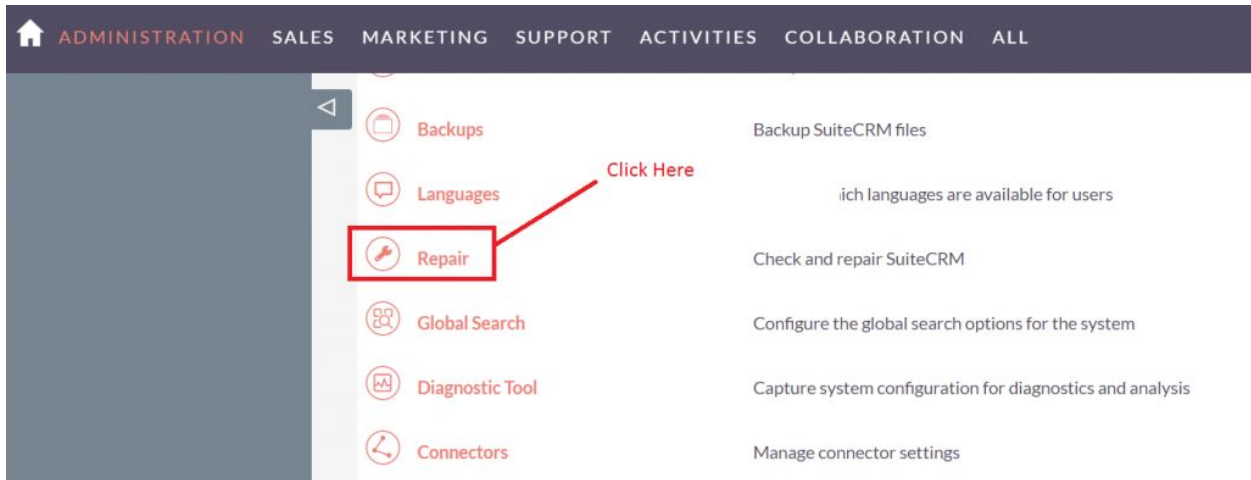 ADMINISTRATION SALES MARKETING SUPPORT ACTIVITIES COLLABORATION ALL
Backups Backup SuiteCRM files
Click Here
Languages which languages are available for users
Repair Check and repair SuiteCRM
Global Search Configure the global search options for the system
Diagnostic Tool Capture system configuration for diagnostics and analysis
Connectors Manage connector settings